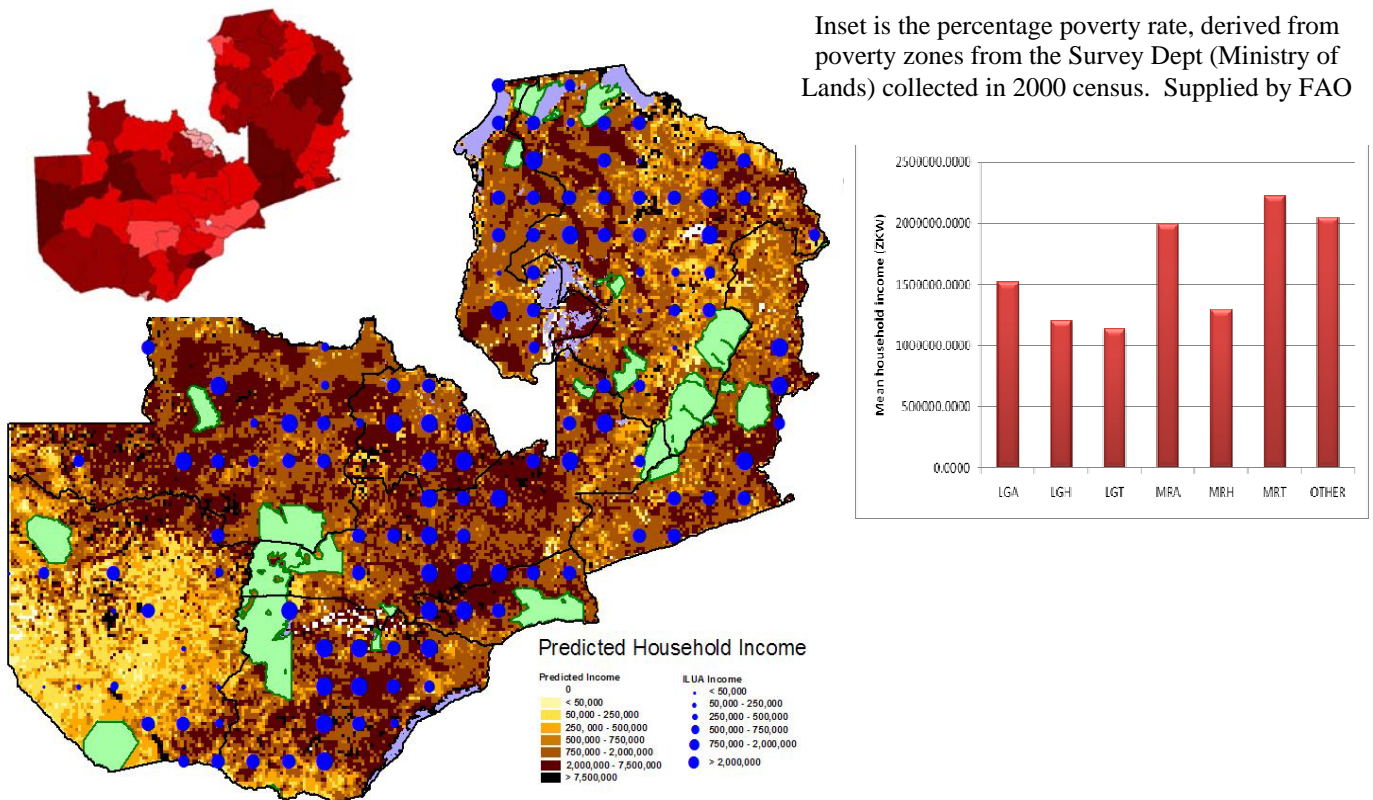 Inset is the percentage poverty rate, derived from
poverty zones from the Survey Dept (Ministry of
Lands) collected in 2000 census.  Supplied by FAO
Mean household income (ZKW)
2500000.0000
2000000.0000
1500000.0000
1000000.0000
500000.0000
0.0000
LGA LGH LGT MRA MRH MRT OTHER
Predicted Household Income
Predicted Income
0
< 50,000
50,000 - 250,000
250, 000 - 500,000
500,000 - 750,000
750,000 - 2,000,000
2,000,000 - 7,500,000
> 7,500,000
ILUA Income
< 50,000
50,000 - 250,000
250,000 - 500,000
500,000 - 750,000
750,000 - 2,000,000
> 2,000,000